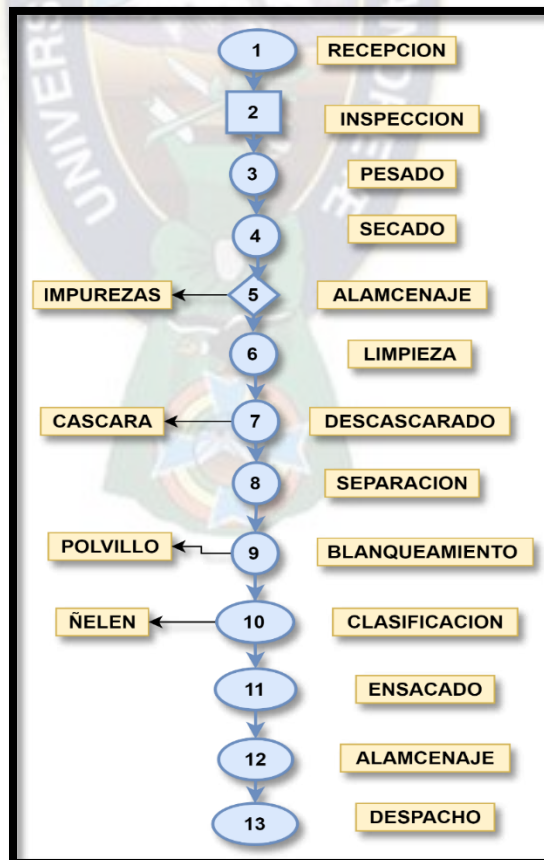 1 RECEPCION
2 INSPECCION
3 PESADO
4 SECADO
IMPUREZAS 5 ALAMCENAJE
6 LIMPIEZA
CASCARA 7 DESCASCARADO
8 SEPARACION
POLVILLO 9 BLANQUEAMIENTO
ÑELEN 10 CLASIFICACION
11 ENSACADO
12 ALAMCENAJE
13 DESPACHO
UNIVERS